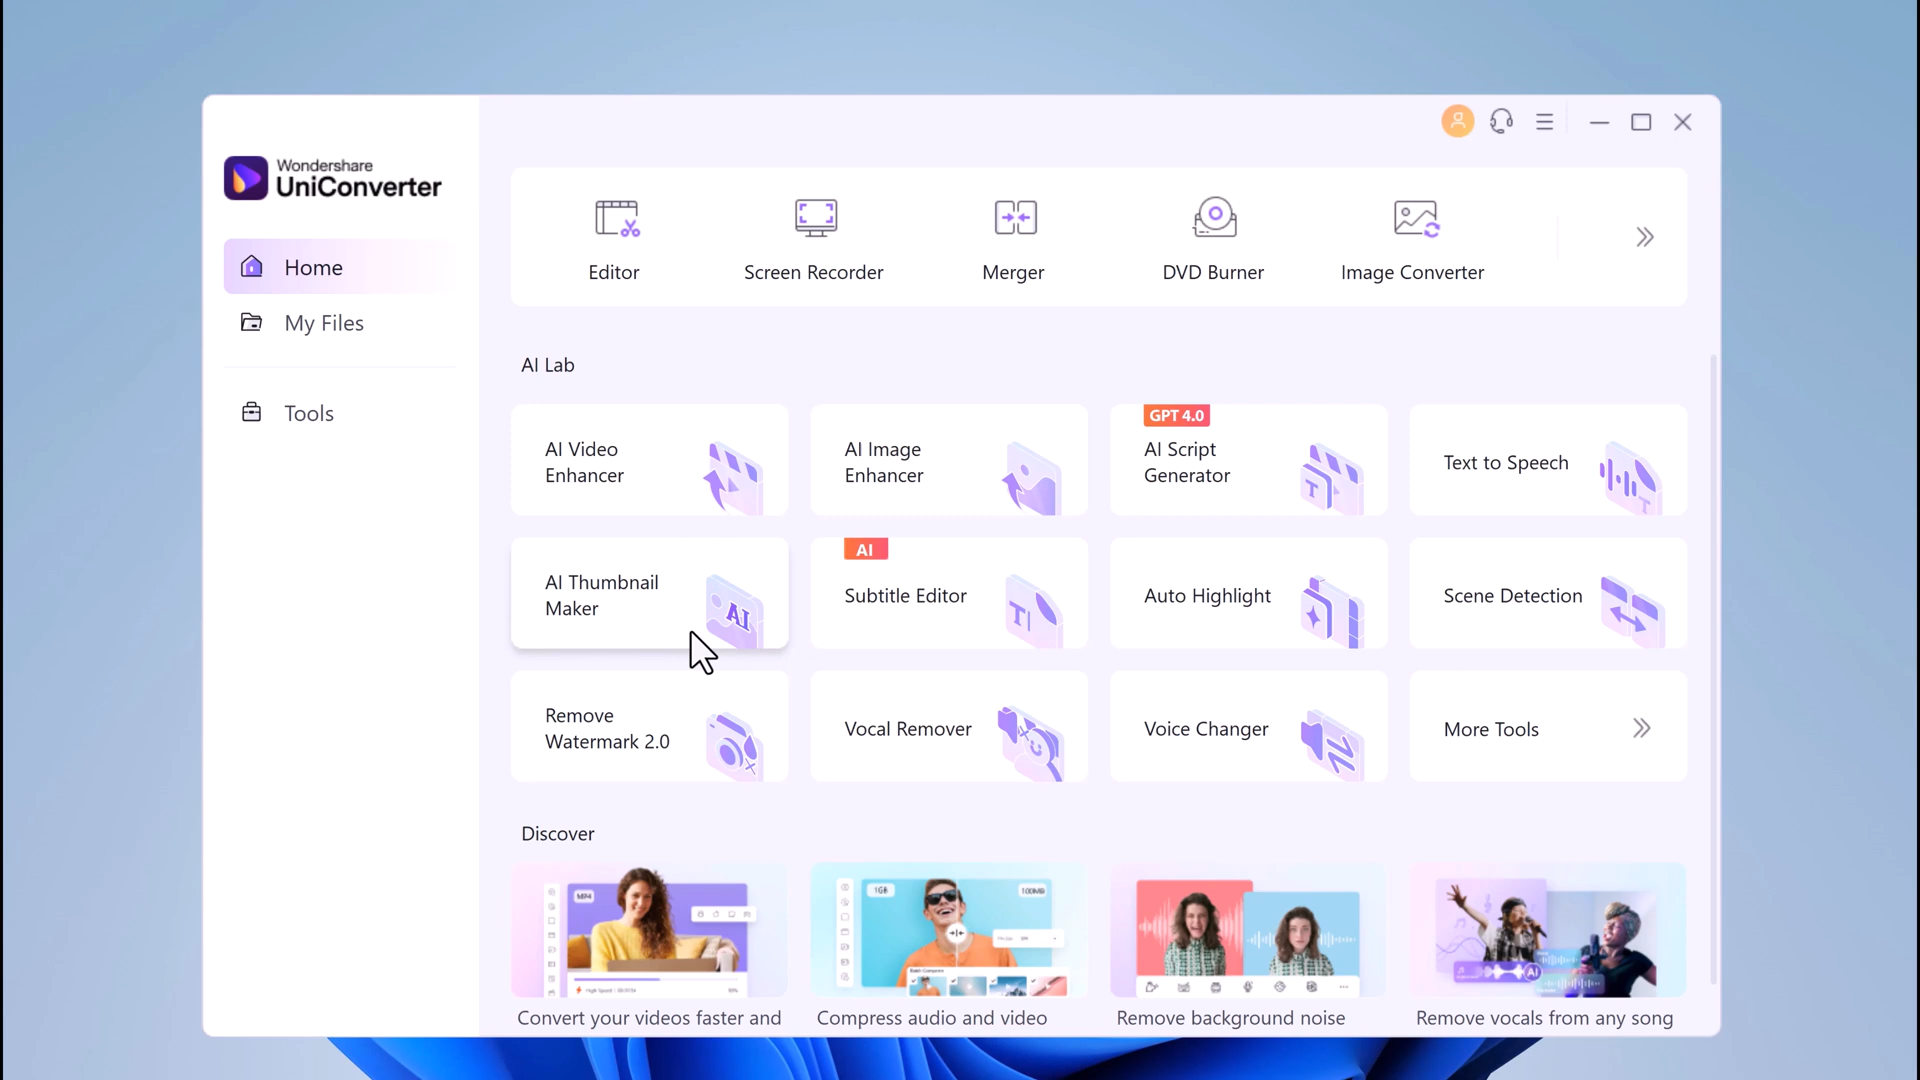 Wondershare
UniConverter
Home
My Files
Tools
Editor
Screen Recorder
Merger
DVD Burner
Image Converter
AI Lab
AI Video
Enhancer
AI Image
Enhancer
GPT 4.0
AI Script
Generator
T
Text to Speech
T
AI Thumbnail
Maker
AI
AI
Subtitle Editor
T
Auto Highlight
Scene Detection
Remove
Watermark 2.0
Vocal Remover
Voice Changer
More Tools
Discover
MP4
1GB
100MB
AI
Convert your videos faster and
Compress audio and video
Remove background noise
Remove vocals from any song